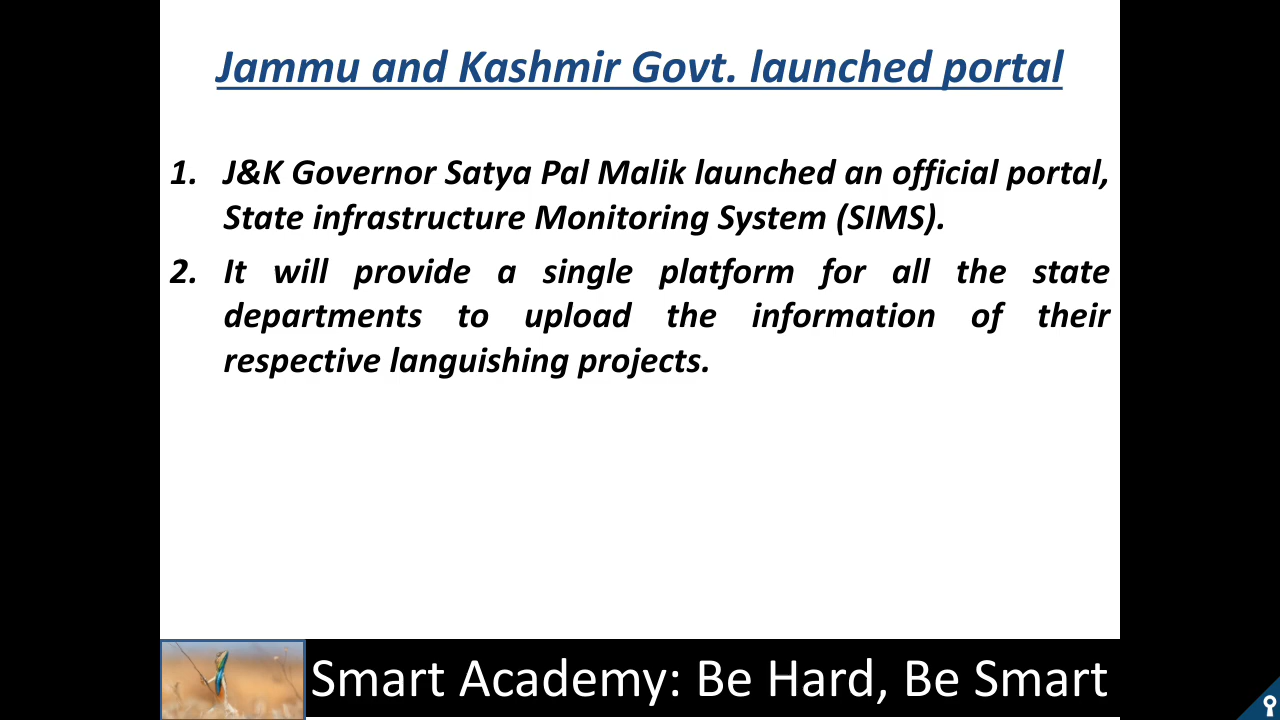 Jammu and Kashmir Govt. launched portal
1. J&K Governor Satya Pal Malik launched an official portal,
State infrastructure Monitoring System (SIMS).
2. It will provide a single platform for all the state
departments to upload the information of their
respective languishing projects.
Smart Academy: Be Hard, Be Smart